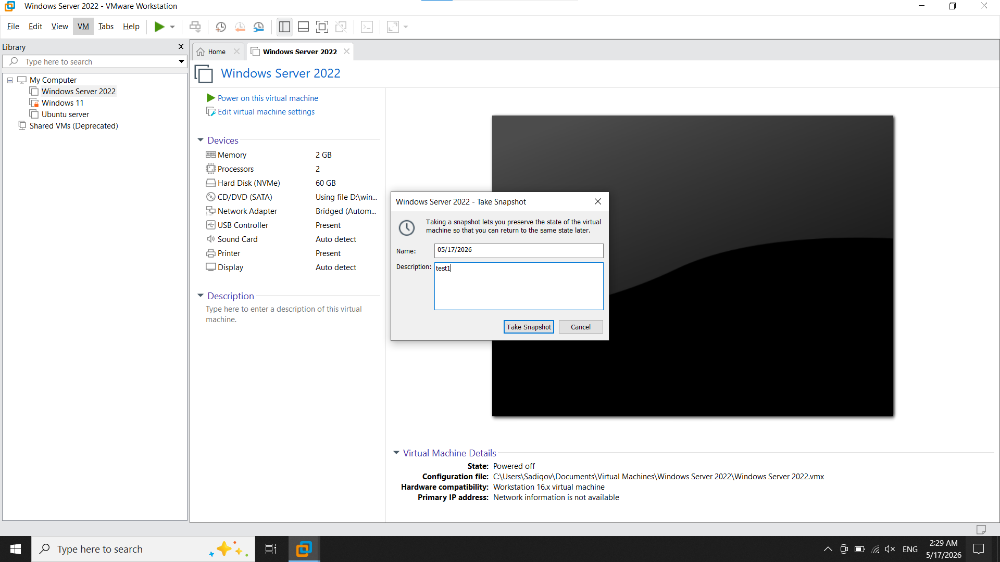 Windows Server 2022 - VMware Workstation
File Edit View VM Tabs Help
Library
Type here to search
My Computer
Windows Server 2022
Windows 11
Ubuntu server
Shared VMs (Deprecated)
Home
Windows Server 2022
Windows Server 2022
Power on this virtual machine
Edit virtual machine settings
Devices
Memory 2 GB
Processors 2
Hard Disk (NVMe) 60 GB
CD/DVD (SATA) Using file D:\win...
Network Adapter Bridged (Autom...
USB Controller Present
Sound Card Auto detect
Printer Present
Display Auto detect
Description
Type here to enter a description of this virtual
machine.
Windows Server 2022 - Take Snapshot
Taking a snapshot lets you preserve the state of the virtual
machine so that you can return to the same state later.
Name: 05/17/2026
Description: test1
Take Snapshot Cancel
Virtual Machine Details
State: Powered off
Configuration file: C:\Users\Sadiqov\Documents\Virtual Machines\Windows Server 2022\Windows Server 2022.vmx
Hardware compatibility: Workstation 16.x virtual machine
Primary IP address: Network information is not available
Type here to search
ENG
2:29 AM
5/17/2026